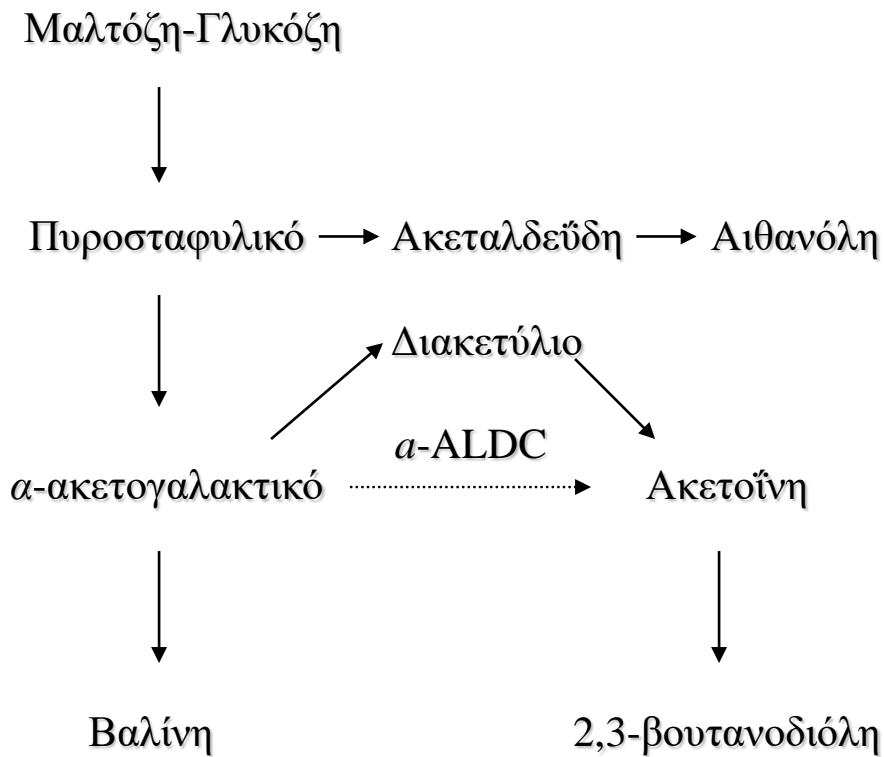 Μαλτόζη-Γλυκόζη
Πυροσταφυλικό Ακεταλδεΰδη Αιθανόλη
Διακετύλιο
a-ALDC
α-ακετογαλακτικό Ακετοΐνη
Βαλίνη 2,3-βουτανοδιόλη